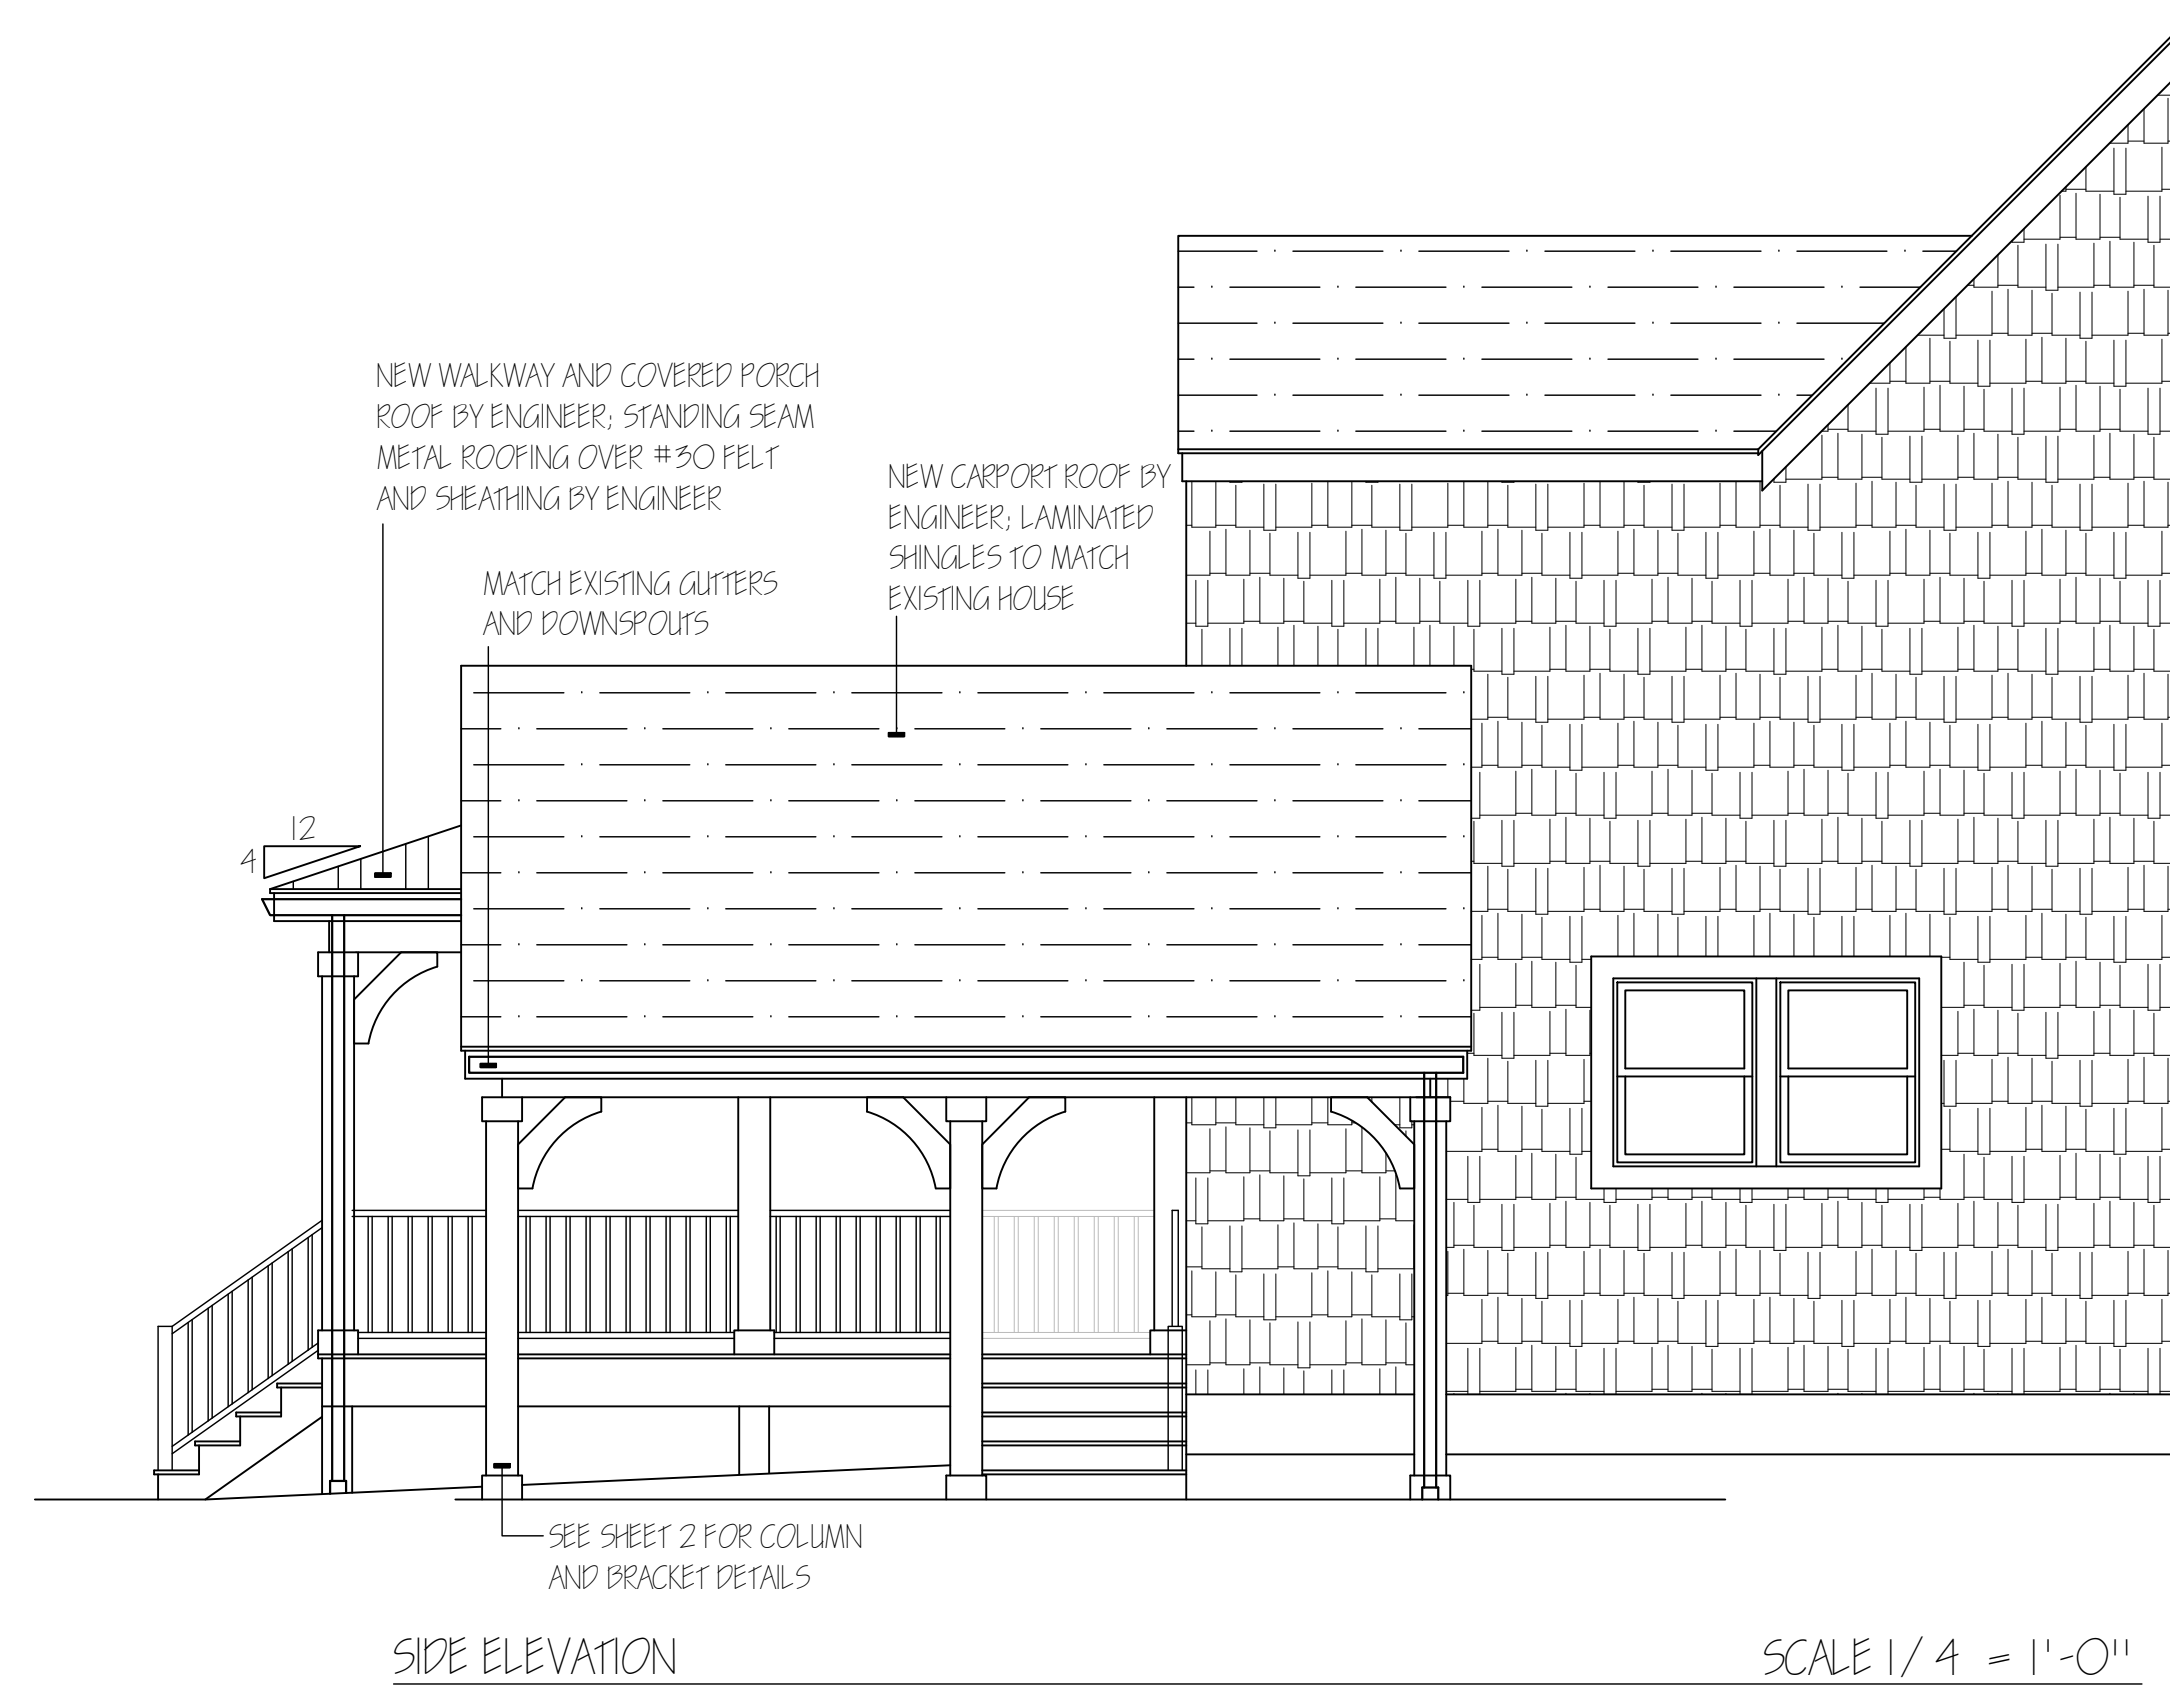 NEW WALKWAY AND COVERED PORCH
ROOF BY ENGINEER; STANDING SEAM
METAL ROOFING OVER #30 FELT
AND SHEATHING BY ENGINEER
NEW CARPORT ROOF BY
ENGINEER; LAMINATED
SHINGLES TO MATCH
EXISTING HOUSE
MATCH EXISTING GUTTERS
AND DOWNSPOUTS
12
4
SEE SHEET 2 FOR COLUMN
AND BRACKET DETAILS
SIDE ELEVATION
SCALE 1/4 = 1'-0"